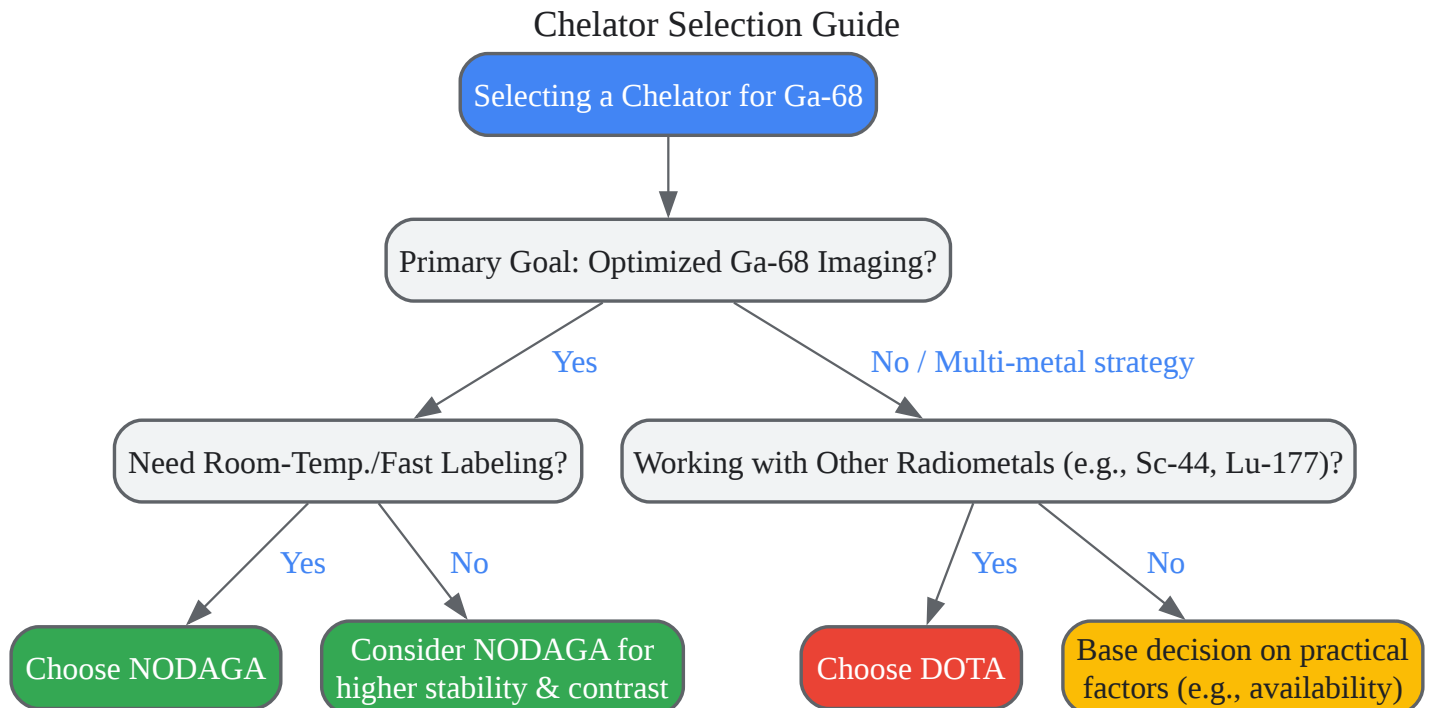 Chelator Selection Guide
Selecting a Chelator for Ga-68
Primary Goal: Optimized Ga-68 Imaging?
Yes
No / Multi-metal strategy
Need Room-Temp./Fast Labeling?
Working with Other Radiometals (e.g., Sc-44, Lu-177)?
Yes
No
Yes
No
Choose NODAGA
Consider NODAGA for
higher stability & contrast
Choose DOTA
Base decision on practical
factors (e.g., availability)